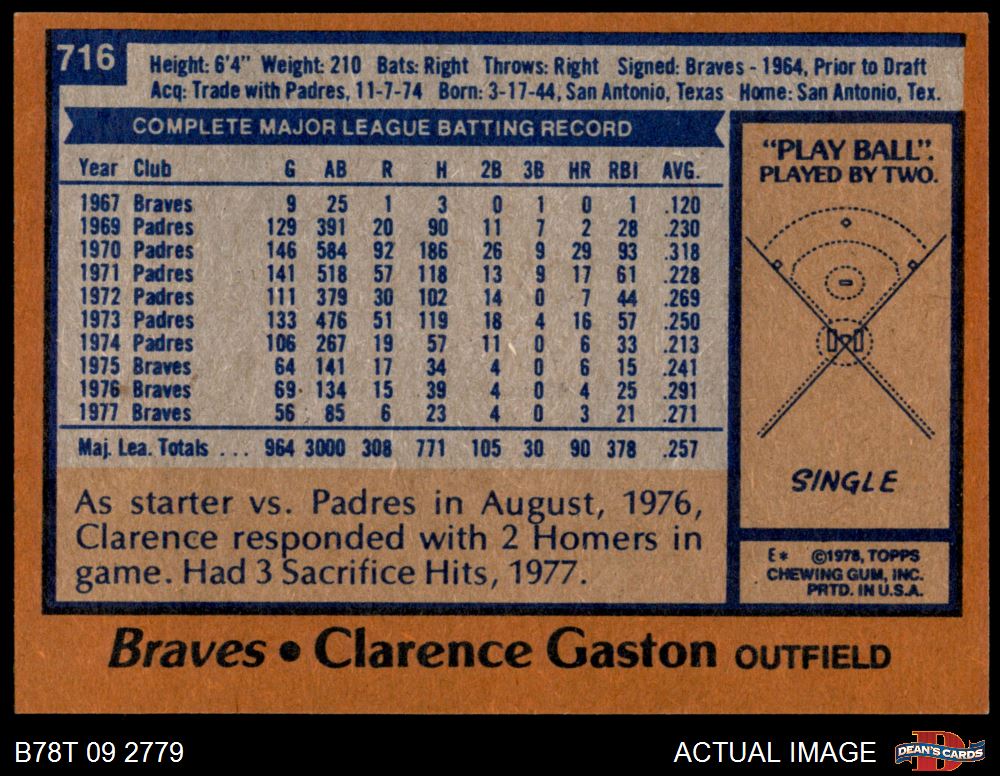 716
Height: 6'4" Weight: 210 Bats: Right Throws: Right Signed: Braves - 1964, Prior to Draft
Acq: Trade with Padres, 11-7-74 Born: 3-17-44, San Antonio, Texas Home: San Antonio, Tex.
COMPLETE MAJOR LEAGUE BATTING RECORD
Year Club G AB R H 2B 3B HR RBI AVG.
1967 Braves 9 25 1 3 0 1 0 1 .120
1969 Padres 129 391 20 90 11 7 2 28 .230
1970 Padres 146 584 92 186 26 9 29 93 .318
1971 Padres 141 518 57 118 13 9 17 61 .228
1972 Padres 111 379 30 102 14 0 7 44 .269
1973 Padres 133 476 51 119 18 4 16 57 .250
1974 Padres 106 267 19 57 11 0 6 33 .213
1975 Braves 64 141 17 34 4 0 6 15 .241
1976 Braves 69 134 15 39 4 0 4 25 .291
1977 Braves 56 85 6 23 4 0 3 21 .271
Maj. Lea. Totals ... 964 3000 308 771 105 30 90 378 .257
As starter vs. Padres in August, 1976,
Clarence responded with 2 Homers in
game. Had 3 Sacrifice Hits, 1977.
"PLAY BALL".
PLAYED BY TWO.
SINGLE
E* ©1978, TOPPS
CHEWING GUM, INC.
PRTD. IN U.S.A.
Braves • Clarence Gaston OUTFIELD
B78T 09 2779
ACTUAL IMAGE
D
DEAN'S CARDS